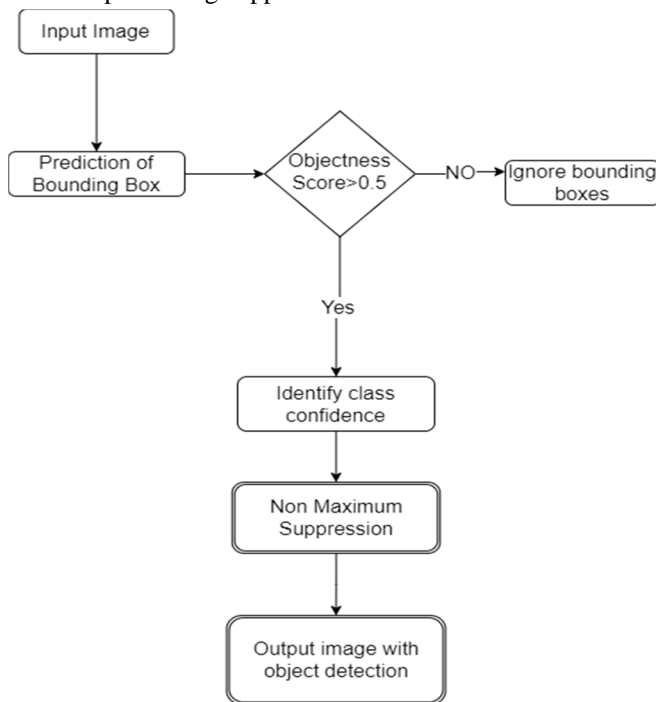 Input Image
Prediction of
Bounding Box
Objectness
Score>0.5
NO
Ignore bounding
boxes
Yes
Identify class
confidence
Non Maximum
Suppression
Output image with
object detection